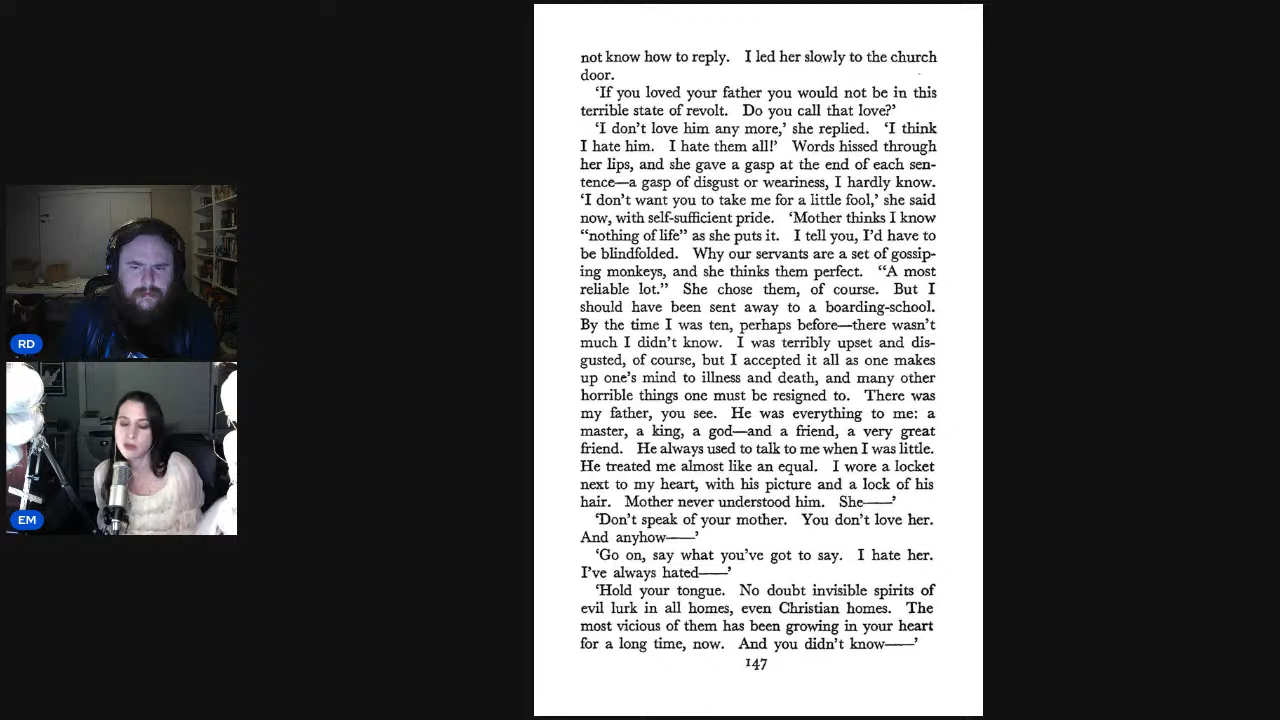 not know how to reply. I led her slowly to the church
door.
‘If you loved your father you would not be in this
terrible state of revolt. Do you call that love?’
‘I don’t love him any more,’ she replied. ‘I think
I hate him. I hate them all!’ Words hissed through
her lips, and she gave a gasp at the end of each sen-
tence—a gasp of disgust or weariness, I hardly know.
‘I don’t want you to take me for a little fool,’ she said
now, with self-sufficient pride. ‘Mother thinks I know
“nothing of life” as she puts it. I tell you, I’d have to
be blindfolded. Why our servants are a set of gossip-
ing monkeys, and she thinks them perfect. “A most
reliable lot.” She chose them, of course. But I
should have been sent away to a boarding-school.
By the time I was ten, perhaps before—there wasn’t
much I didn’t know. I was terribly upset and dis-
gusted, of course, but I accepted it all as one makes
up one’s mind to illness and death, and many other
horrible things one must be resigned to. There was
my father, you see. He was everything to me: a
master, a king, a god—and a friend, a very great
friend. He always used to talk to me when I was little.
He treated me almost like an equal. I wore a locket
next to my heart, with his picture and a lock of his
hair. Mother never understood him. She——’
‘Don’t speak of your mother. You don’t love her.
And anyhow——’
‘Go on, say what you’ve got to say. I hate her.
I’ve always hated——’
‘Hold your tongue. No doubt invisible spirits of
evil lurk in all homes, even Christian homes. The
most vicious of them has been growing in your heart
for a long time, now. And you didn’t know——’
147
RD
EM